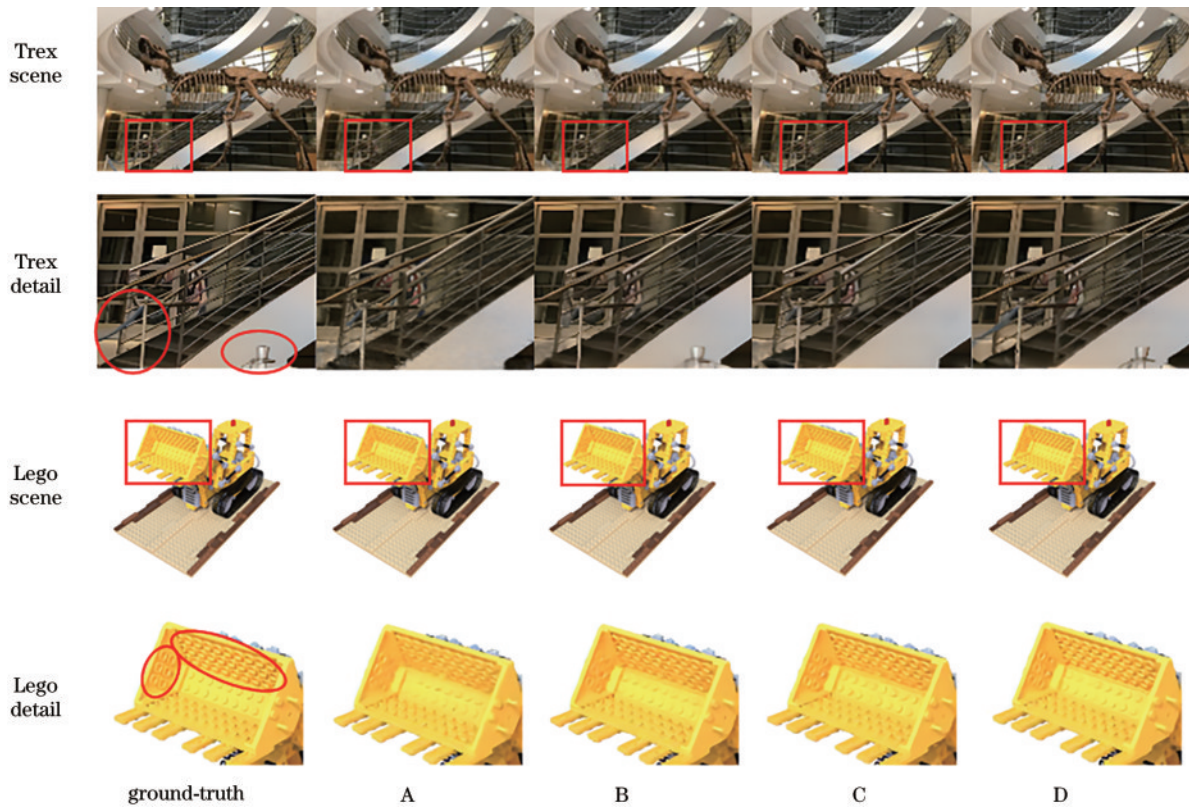 Trex
scene
Trex
detail
Lego
scene
Lego
detail
ground-truth A B C D